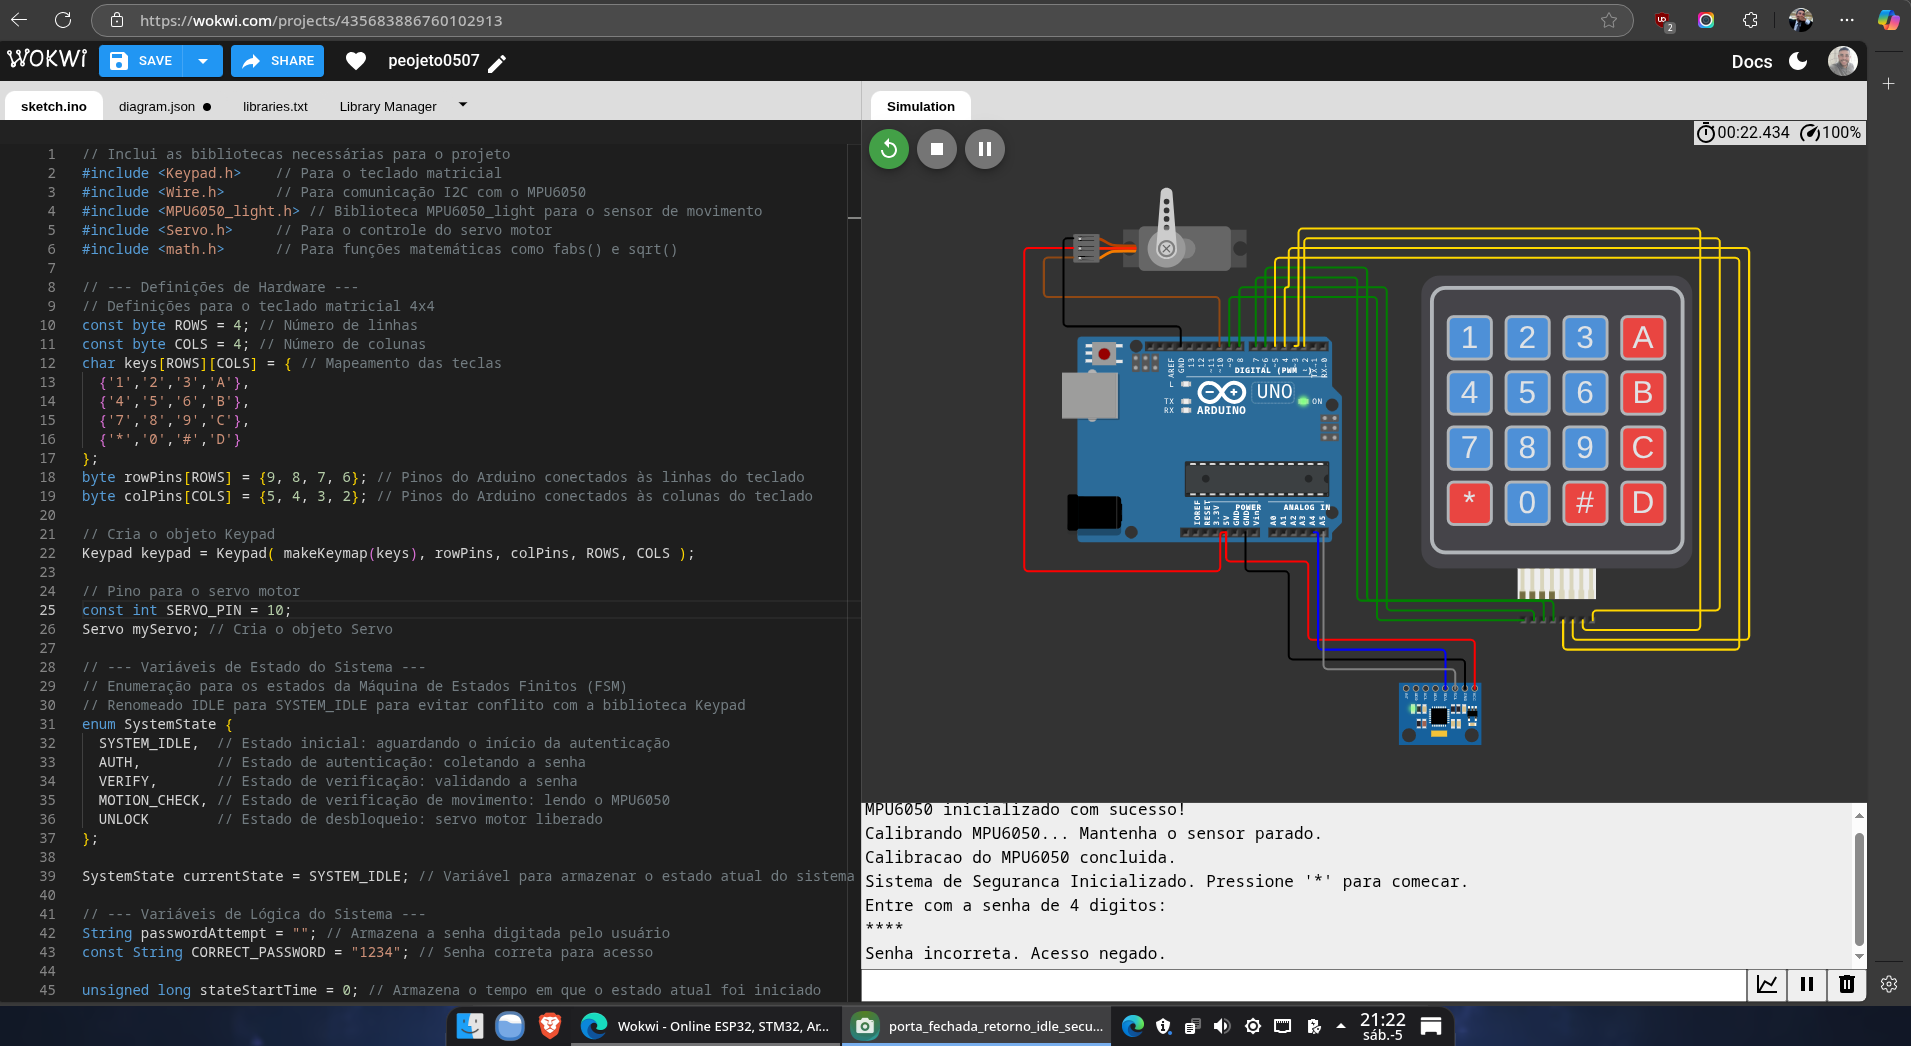 https://wokwi.com/projects/435683886760102913
2
WOKWI
SAVE
SHARE
peojeto0507
Docs
sketch.ino
diagram.json
libraries.txt
Library Manager
Simulation
00:22.434
100%
1 // Inclui as bibliotecas necessárias para o projeto
2 #include <Keypad.h> // Para o teclado matricial
3 #include <Wire.h> // Para comunicação I2C com o MPU6050
4 #include <MPU6050_light.h> // Biblioteca MPU6050_light para o sensor de movimento
5 #include <Servo.h> // Para o controle do servo motor
6 #include <math.h> // Para funções matemáticas como fabs() e sqrt()
7
8 // --- Definições de Hardware ---
9 // Definições para o teclado matricial 4x4
10 const byte ROWS = 4; // Número de linhas
11 const byte COLS = 4; // Número de colunas
12 char keys[ROWS][COLS] = { // Mapeamento das teclas
13 {'1','2','3','A'},
14 {'4','5','6','B'},
15 {'7','8','9','C'},
16 {'*','0','#','D'}
17 };
18 byte rowPins[ROWS] = {9, 8, 7, 6}; // Pinos do Arduino conectados às linhas do teclado
19 byte colPins[COLS] = {5, 4, 3, 2}; // Pinos do Arduino conectados às colunas do teclado
20
21 // Cria o objeto Keypad
22 Keypad keypad = Keypad( makeKeymap(keys), rowPins, colPins, ROWS, COLS );
23
24 // Pino para o servo motor
25 const int SERVO_PIN = 10;
26 Servo myServo; // Cria o objeto Servo
27
28 // --- Variáveis de Estado do Sistema ---
29 // Enumeração para os estados da Máquina de Estados Finitos (FSM)
30 // Renomeado IDLE para SYSTEM_IDLE para evitar conflito com a biblioteca Keypad
31 enum SystemState {
32 SYSTEM_IDLE, // Estado inicial: aguardando o início da autenticação
33 AUTH, // Estado de autenticação: coletando a senha
34 VERIFY, // Estado de verificação: validando a senha
35 MOTION_CHECK, // Estado de verificação de movimento: lendo o MPU6050
36 UNLOCK // Estado de desbloqueio: servo motor liberado
37 };
38
39 SystemState currentState = SYSTEM_IDLE; // Variável para armazenar o estado atual do sistema
40
41 // --- Variáveis de Lógica do Sistema ---
42 String passwordAttempt = ""; // Armazena a senha digitada pelo usuário
43 const String CORRECT_PASSWORD = "1234"; // Senha correta para acesso
44
45 unsigned long stateStartTime = 0; // Armazena o tempo em que o estado atual foi iniciado
AREF
GND
13
12
~11
~10
~9
8
7
~6
~5
4
~3
2
TX→1
RX←0
DIGITAL (PWM ~)
L
TX
RX
UNO
ON
ARDUINO
IOREF
RESET
3.3V
5V
GND
GND
Vin
POWER
ANALOG IN
A0
A1
A2
A3
A4
A5
1 2 3 A
4 5 6 B
7 8 9 C
* 0 # D
MPU6050 inicializado com sucesso!
Calibrando MPU6050... Mantenha o sensor parado.
Calibracao do MPU6050 concluida.
Sistema de Seguranca Inicializado. Pressione '*' para comecar.
Entre com a senha de 4 digitos:
****
Senha incorreta. Acesso negado.
Wokwi - Online ESP32, STM32, Ar...
porta_fechada_retorno_idle_secu...
21:22
sáb.-5